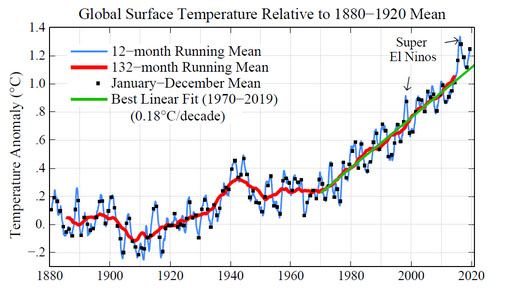 Global Surface Temperature Relative to 1880−1920 Mean
1.4
1.2
1.0
.8
.6
.4
.2
0.
−.2
Temperature Anomaly (°C)
12-month Running Mean
132-month Running Mean
January−December Mean
Best Linear Fit (1970−2019)
(0.18°C/decade)
Super
El Ninos
1880
1900
1920
1940
1960
1980
2000
2020